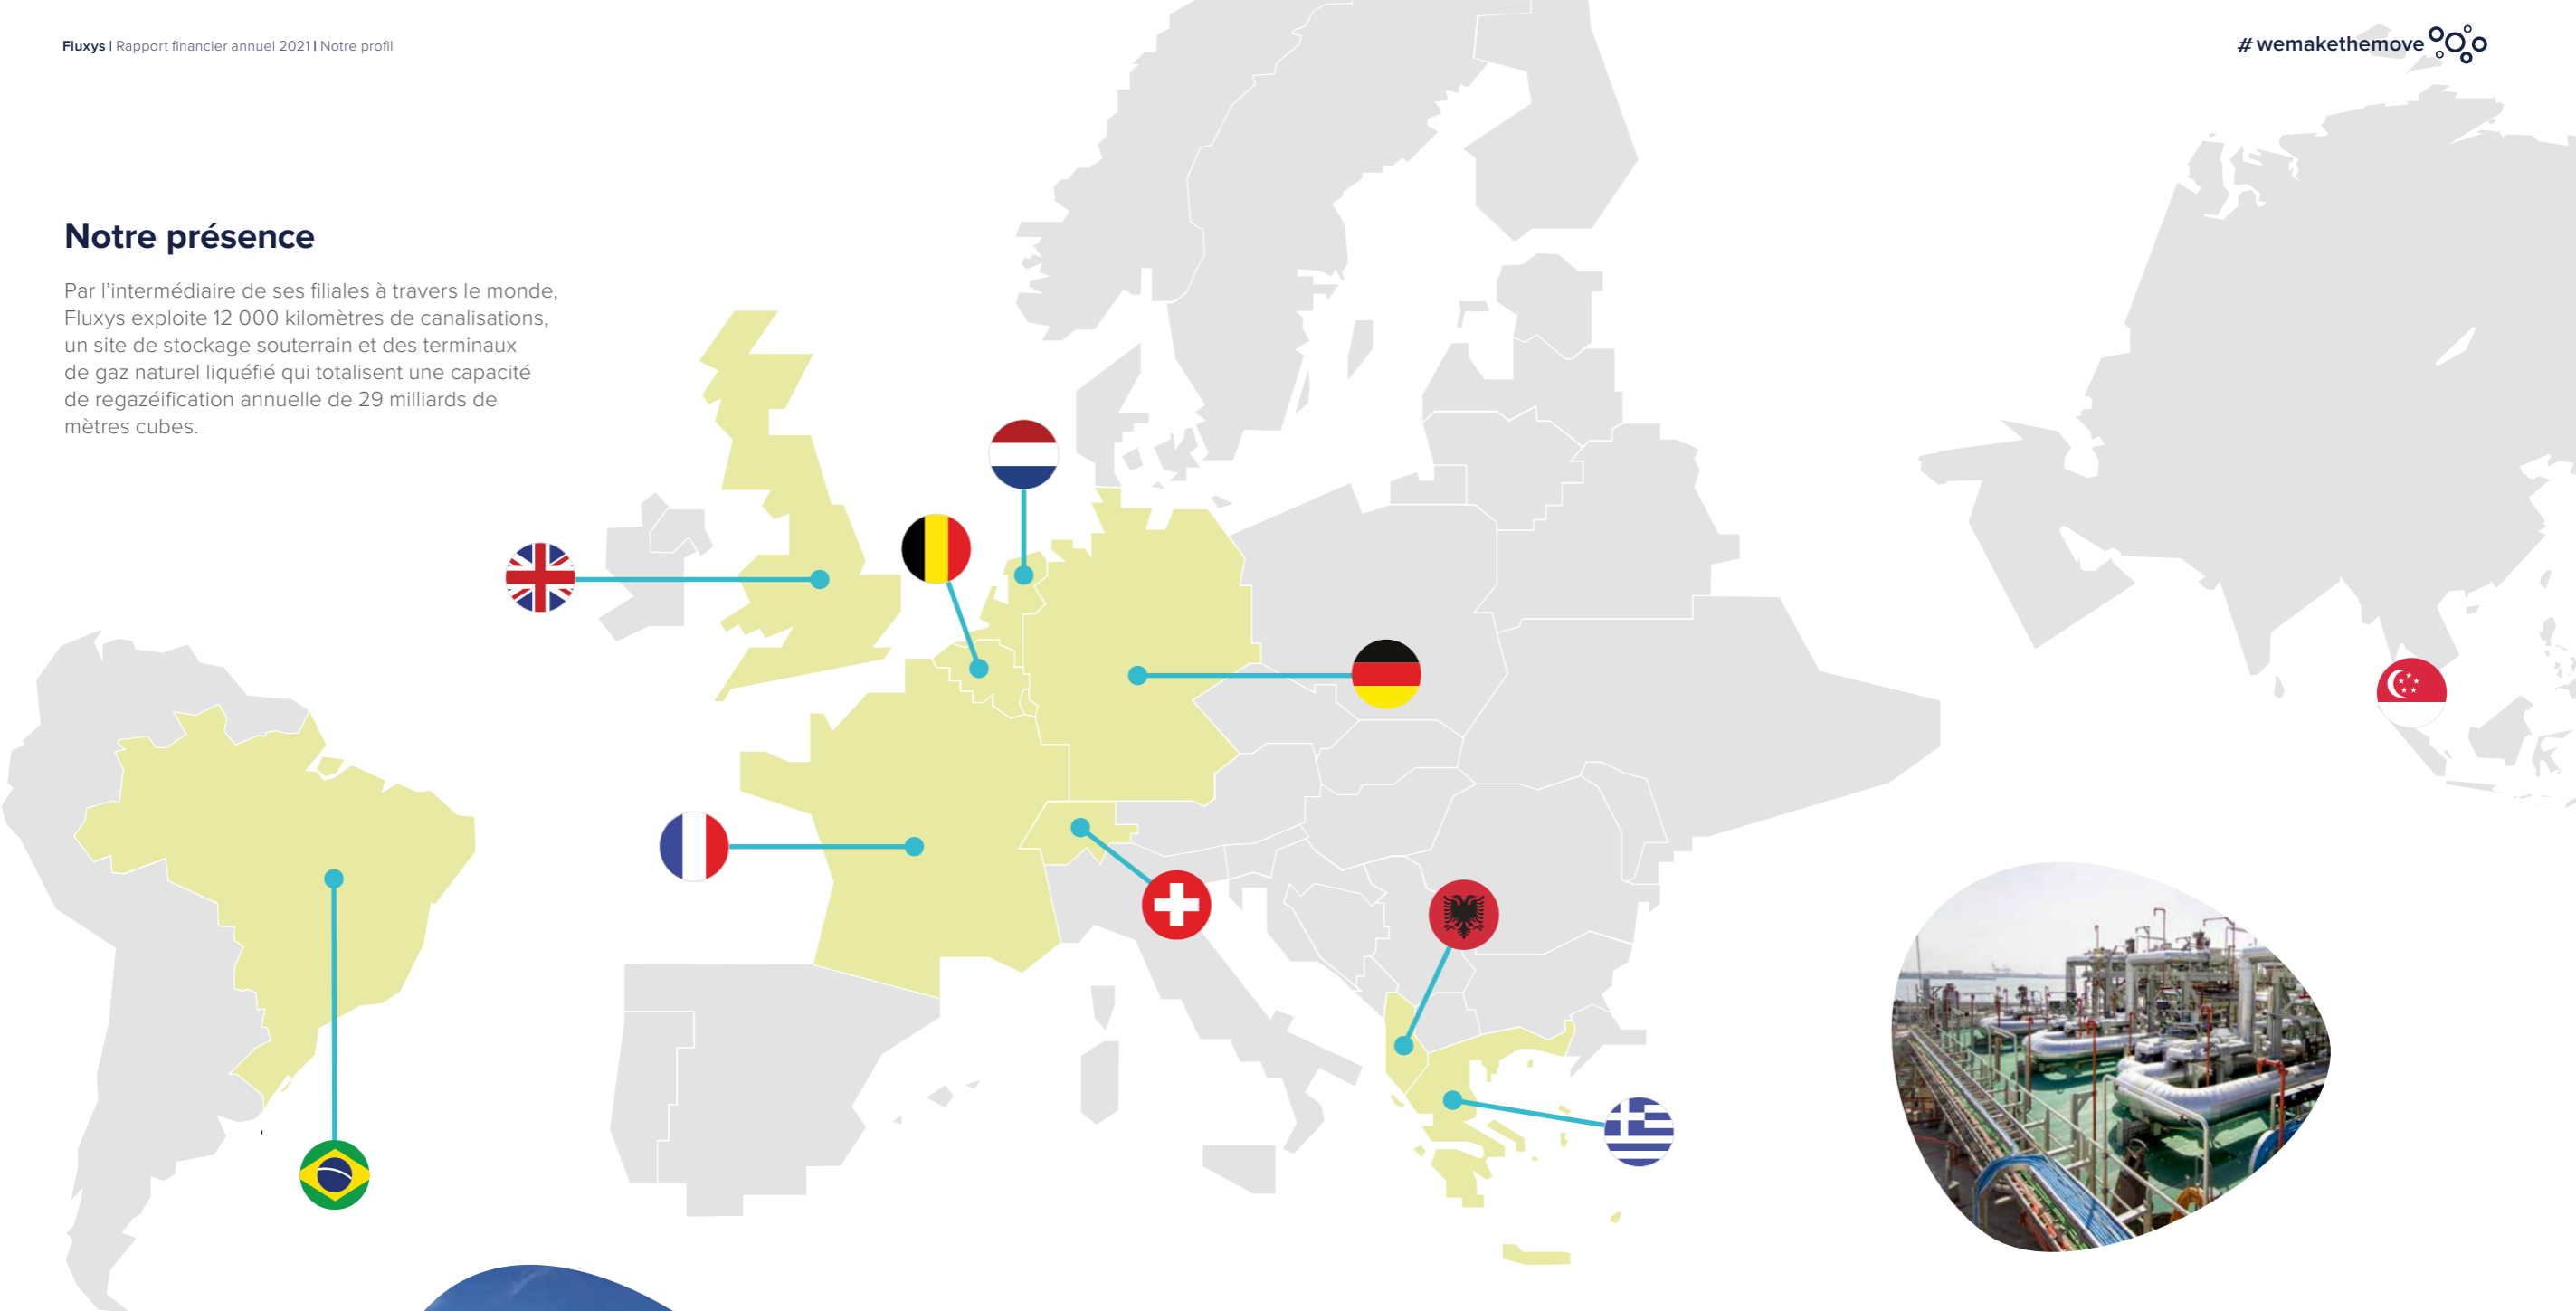 Fluxys | Rapport financier annuel 2021 | Notre profil
#wemakethemove
Notre présence
Par l’intermédiaire de ses filiales à travers le monde,
Fluxys exploite 12 000 kilomètres de canalisations,
un site de stockage souterrain et des terminaux
de gaz naturel liquéfié qui totalisent une capacité
de regazéification annuelle de 29 milliards de
mètres cubes.